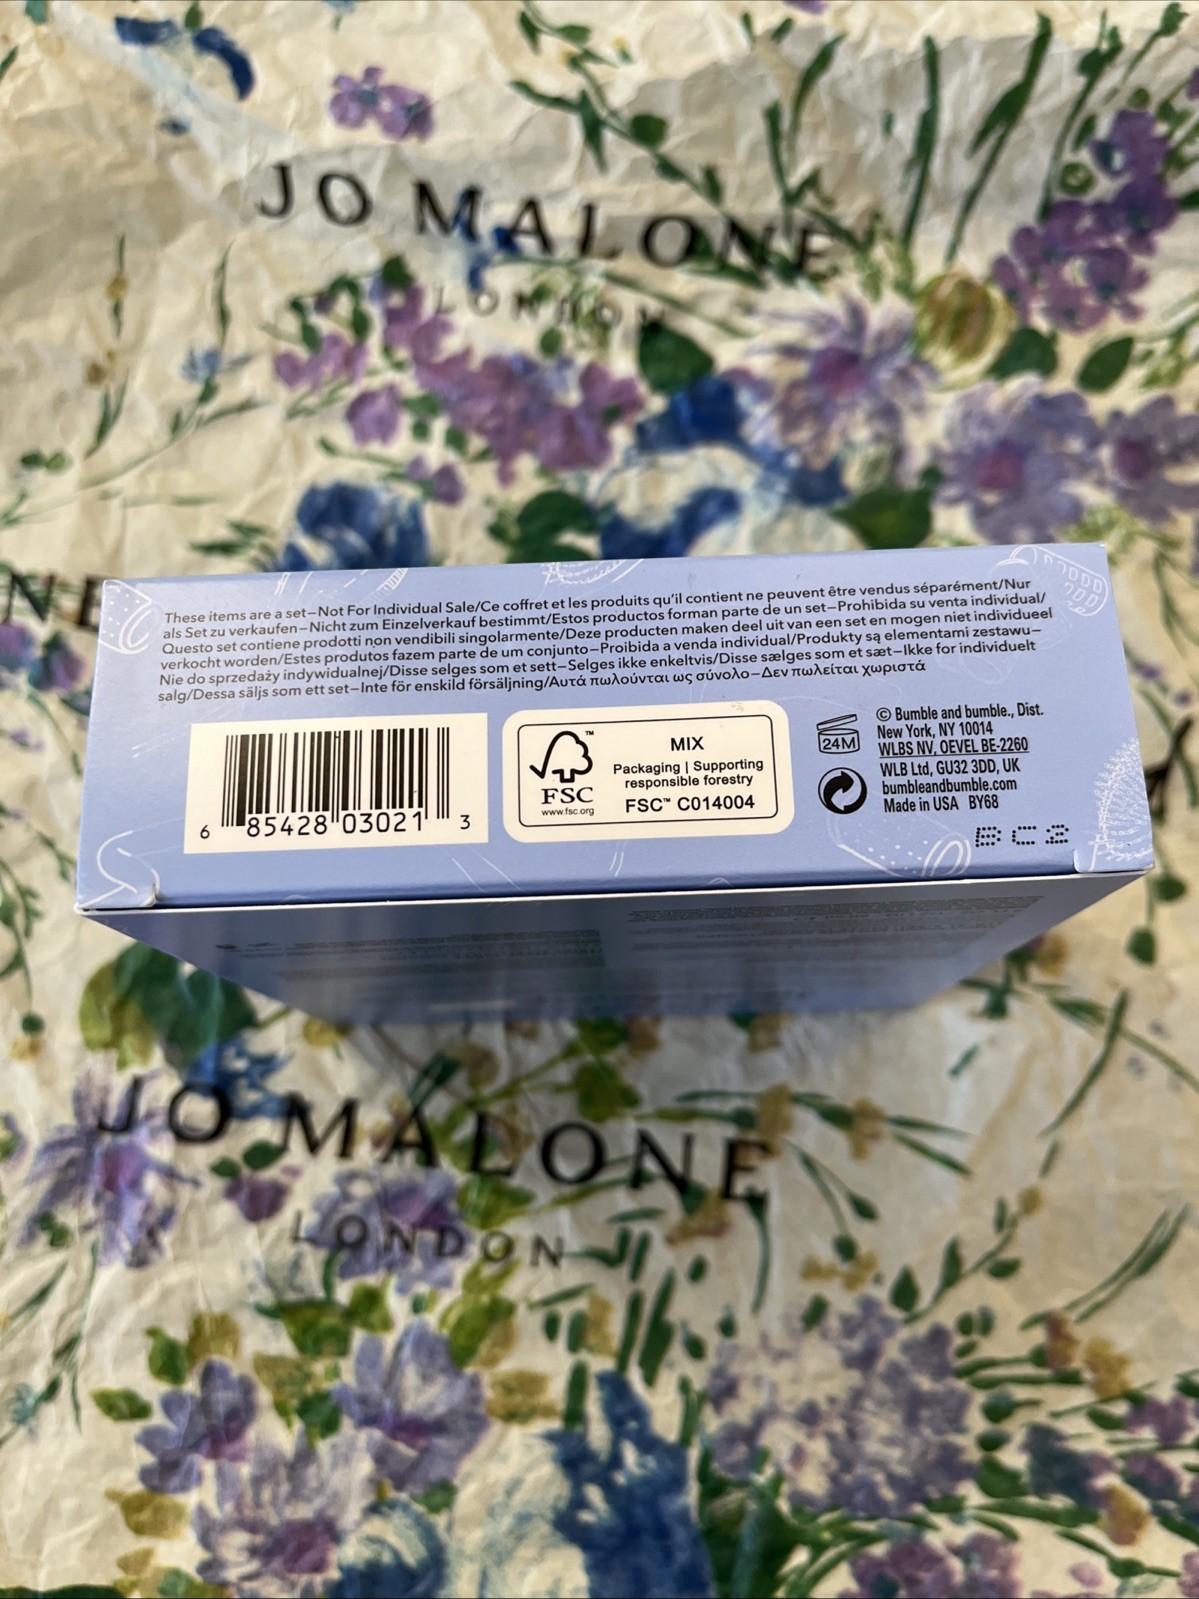 JO MALONE
LONDON
NE
These items are a set–Not For Individual Sale/Ce coffret et les produits qu'il contient ne peuvent être vendus séparément/Nur
als Set zu verkaufen–Nicht zum Einzelverkauf bestimmt/Estos productos forman parte de un set–Prohibida su venta individual/
Questo set contiene prodotti non vendibili singolarmente/Deze producten maken deel uit van een set en mogen niet individueel
verkocht worden/Estes produtos fazem parte de um conjunto–Proibida a venda individual/Produkty są elementami zestawu–
Nie do sprzedaży indywidualnej/Disse selges som et sett–Selges ikke enkeltvis/Disse sælges som et sæt–Ikke for individuelt
salg/Dessa säljs som ett set–Inte för enskild försäljning/Αυτά πωλούνται ως σύνολο–Δεν πωλείται χωριστά
6 85428 03021 3
FSC™
www.fsc.org
MIX
Packaging | Supporting
responsible forestry
FSC™ C014004
24M
© Bumble and bumble., Dist.
New York, NY 10014
WLBS NV, OEVEL BE-2260
WLB Ltd, GU32 3DD, UK
bumbleandbumble.com
Made in USA BY68
BC2
JO MALONE
LONDON